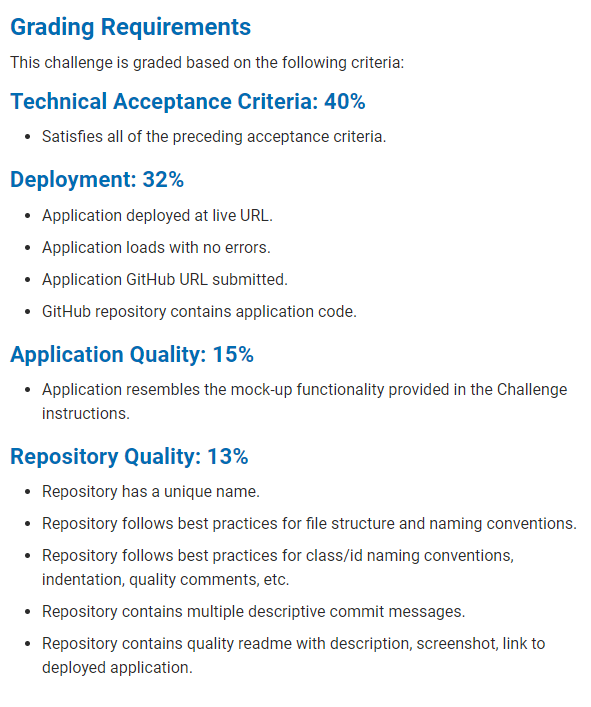 Grading Requirements
This challenge is graded based on the following criteria:
Technical Acceptance Criteria: 40%
• Satisfies all of the preceding acceptance criteria.
Deployment: 32%
• Application deployed at live URL.
• Application loads with no errors.
• Application GitHub URL submitted.
• GitHub repository contains application code.
Application Quality: 15%
• Application resembles the mock-up functionality provided in the Challenge
instructions.
Repository Quality: 13%
• Repository has a unique name.
• Repository follows best practices for file structure and naming conventions.
• Repository follows best practices for class/id naming conventions,
indentation, quality comments, etc.
• Repository contains multiple descriptive commit messages.
• Repository contains quality readme with description, screenshot, link to
deployed application.